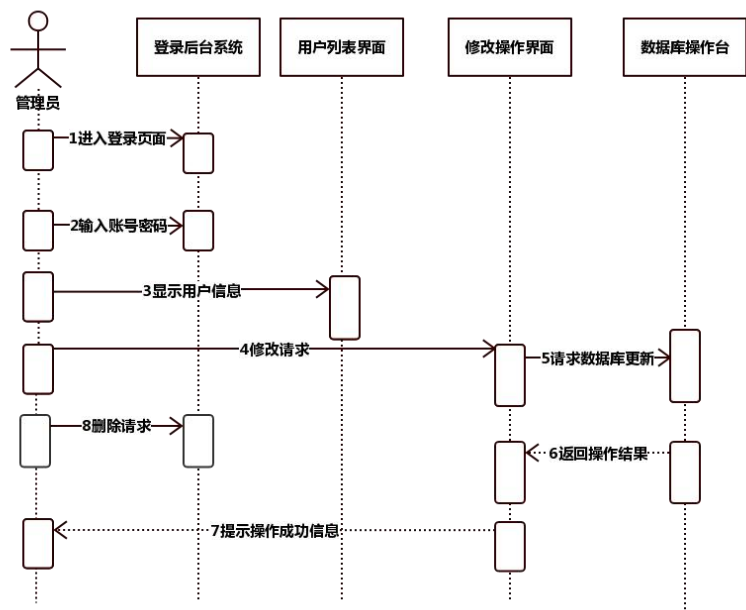 登录后台系统
用户列表界面
修改操作界面
数据库操作台
管理员
1进入登录页面
2输入账号密码
3显示用户信息
4修改请求
5请求数据库更新
8删除请求
6返回操作结果
7提示操作成功信息